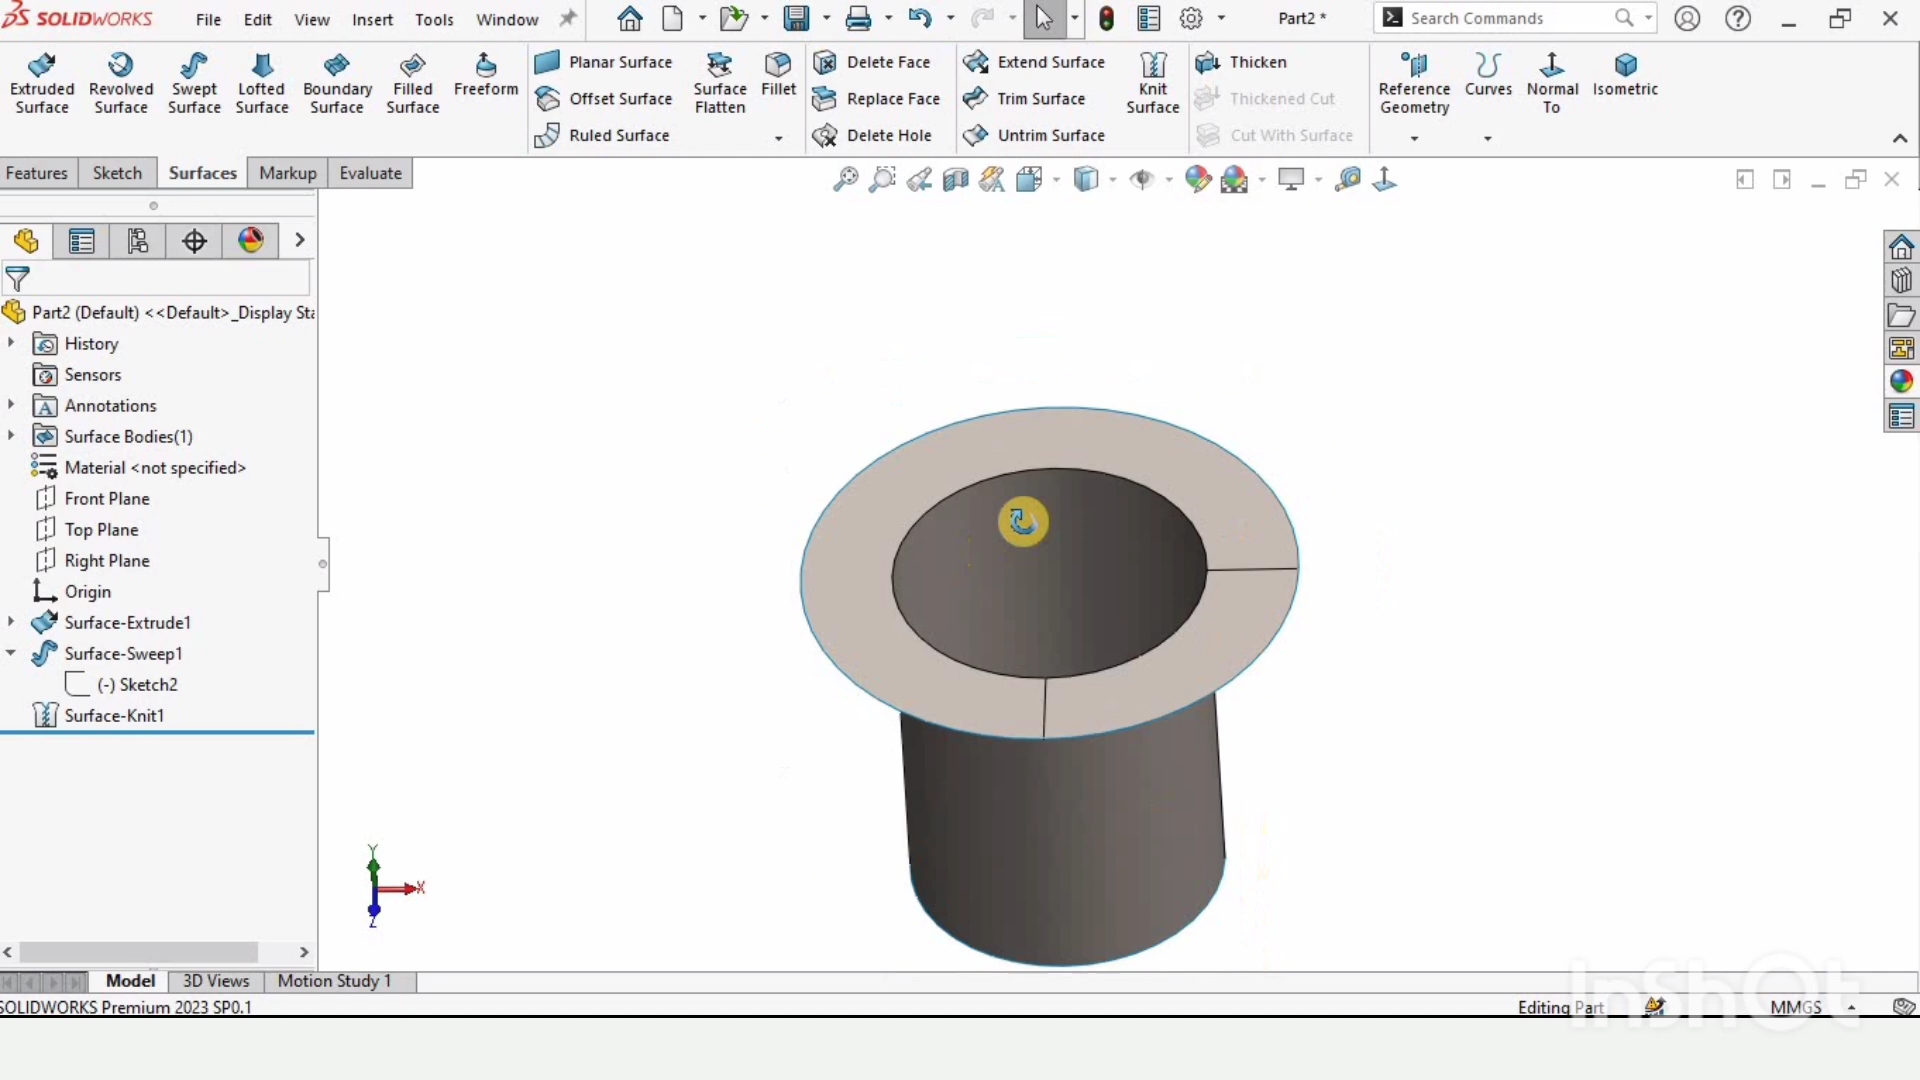 SOLIDWORKS File Edit View Insert Tools Window Part2 * Search Commands
Extruded Surface
Revolved Surface
Swept Surface
Lofted Surface
Boundary Surface
Filled Surface
Freeform
Planar Surface
Offset Surface
Ruled Surface
Surface Flatten
Fillet
Delete Face
Replace Face
Delete Hole
Extend Surface
Trim Surface
Untrim Surface
Knit Surface
Thicken
Thickened Cut
Cut With Surface
Reference Geometry
Curves
Normal To
Isometric
Features Sketch Surfaces Markup Evaluate
Part2 (Default) <<Default>_Display Sta
History
Sensors
A Annotations
Surface Bodies(1)
Material <not specified>
Front Plane
Top Plane
Right Plane
Origin
Surface-Extrude1
Surface-Sweep1
(-) Sketch2
Surface-Knit1
Y
X
Z
Model 3D Views Motion Study 1
SOLIDWORKS Premium 2023 SP0.1 Editing Part MMGS
InShOt